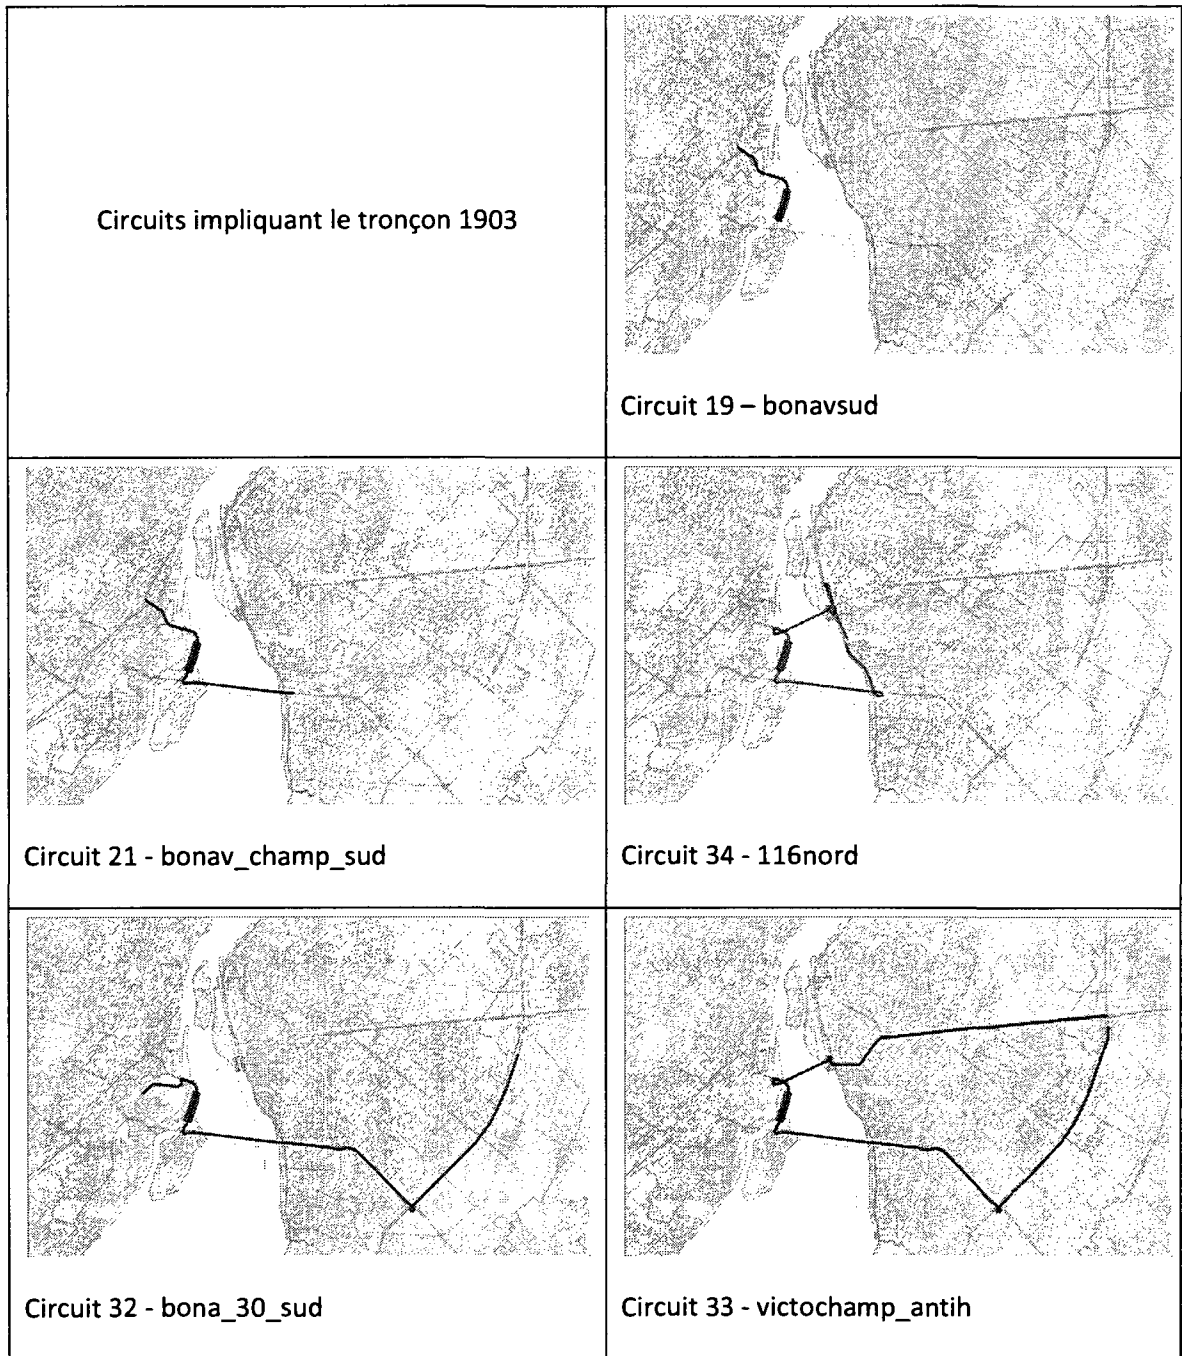 Circuits impliquant le tronçon 1903
Circuit 19 – bonavsud
Circuit 21 - bonav_champ_sud
Circuit 34 - 116nord
Circuit 32 - bona_30_sud
Circuit 33 - victochamp_antih